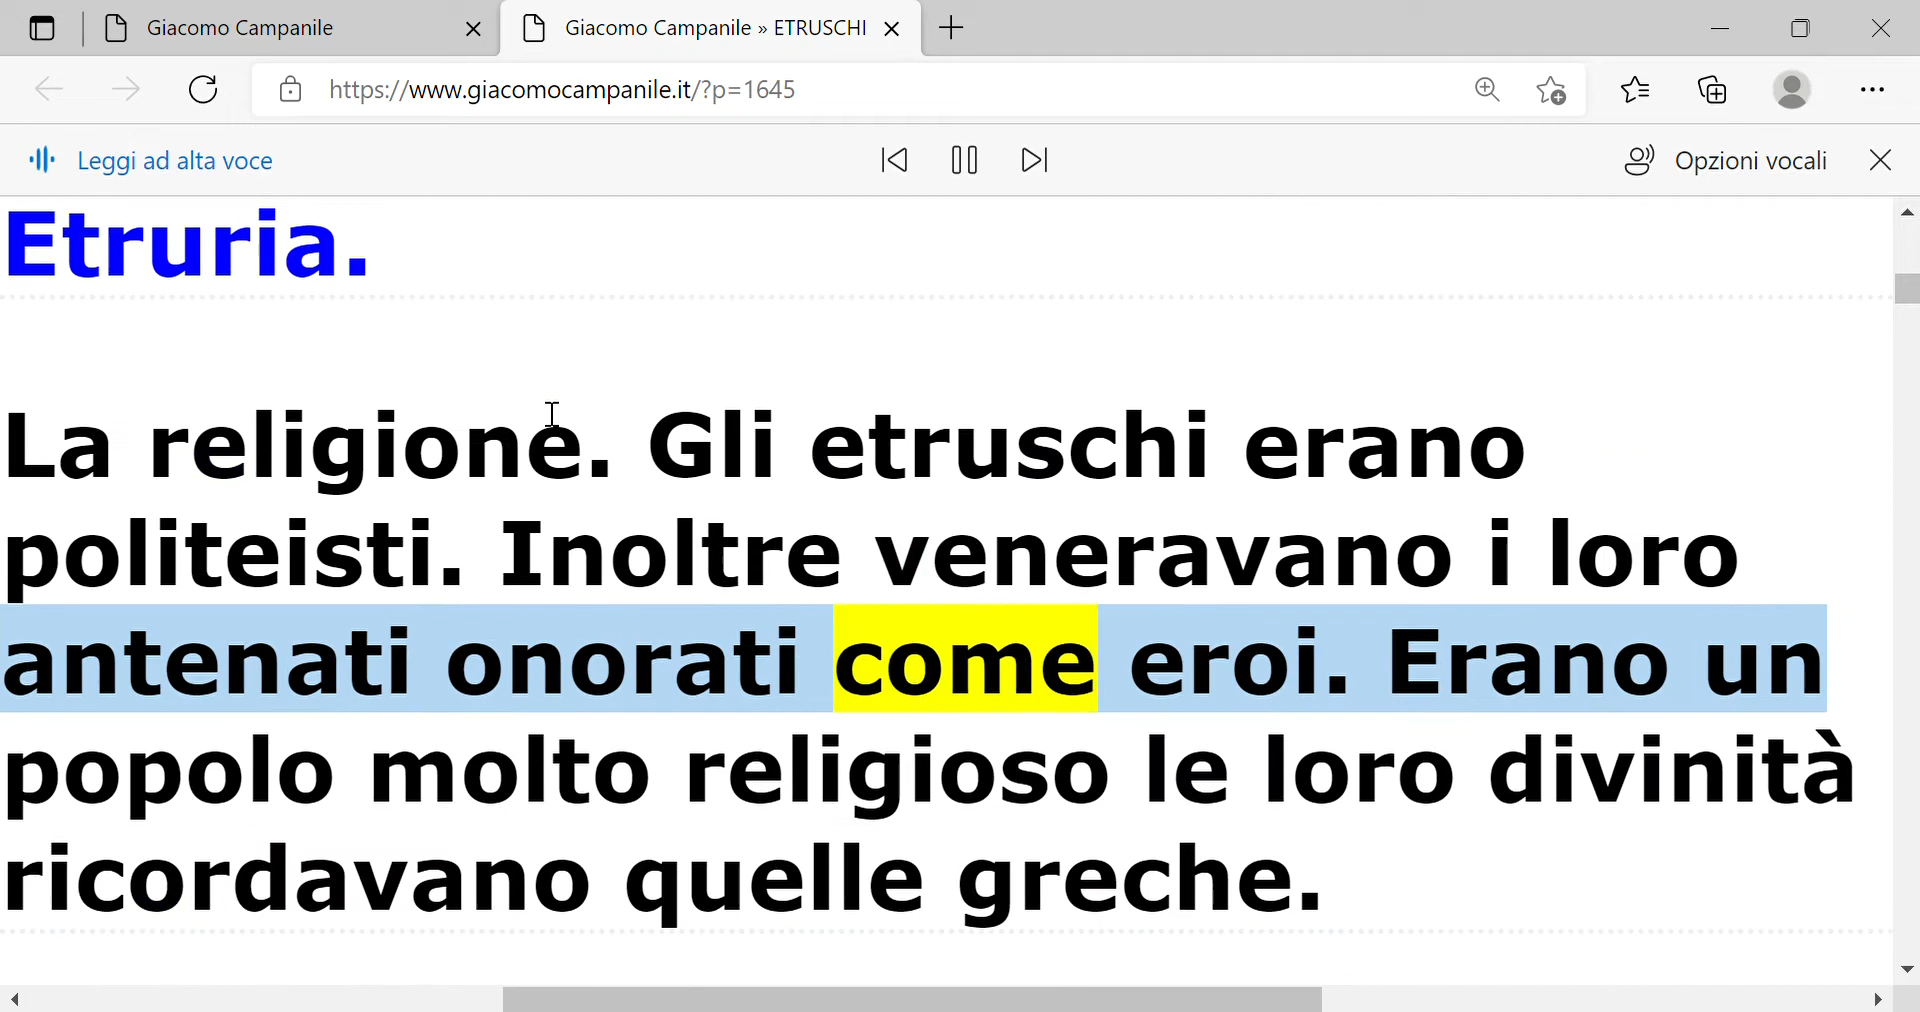 Giacomo Campanile
Giacomo Campanile » ETRUSCHI
https://www.giacomocampanile.it/?p=1645
Leggi ad alta voce
Opzioni vocali
Etruria.
La religione. Gli etruschi erano
politeisti. Inoltre veneravano i loro
antenati onorati come eroi. Erano un
popolo molto religioso le loro divinità
ricordavano quelle greche.